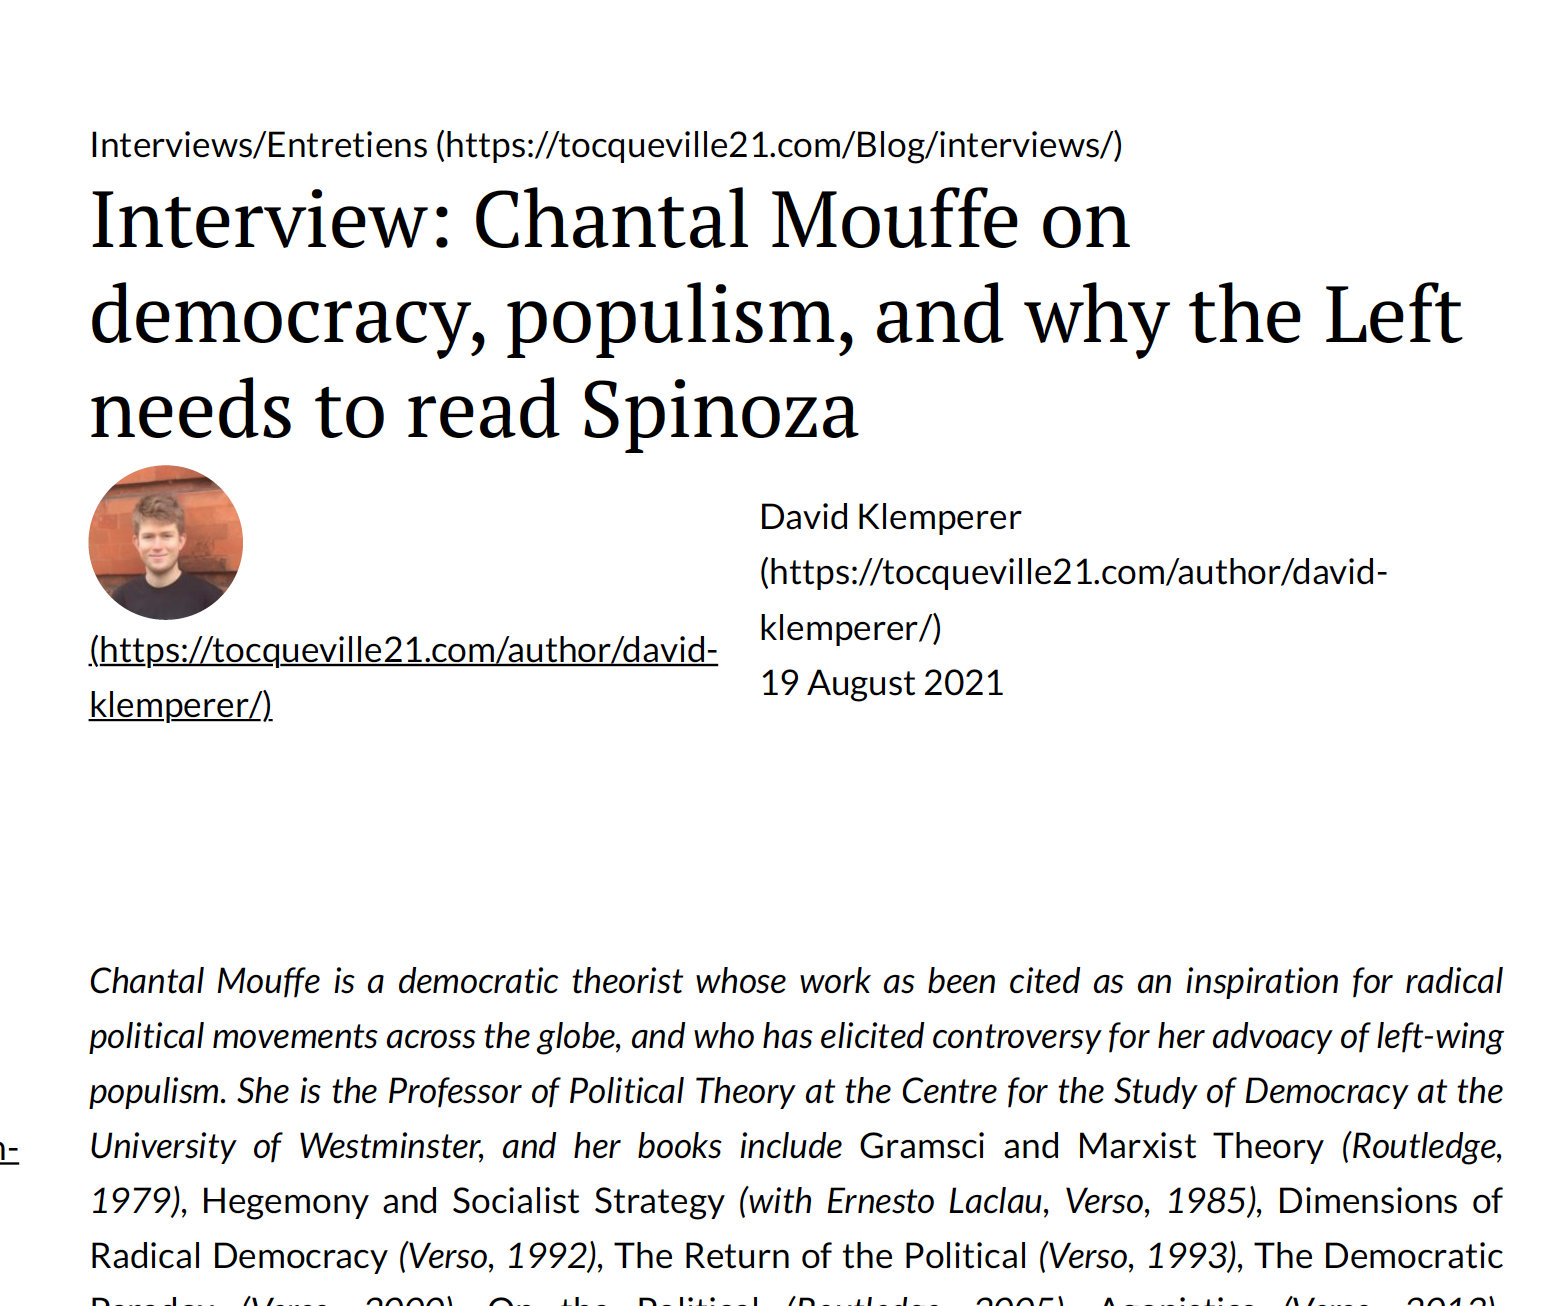 Interviews/Entretiens (https://tocqueville21.com/Blog/interviews/)
Interview: Chantal Mouffe on
democracy, populism, and why the Left
needs to read Spinoza
(https://tocqueville21.com/author/david-
klemperer/)
David Klemperer
(https://tocqueville21.com/author/david-
klemperer/)
19 August 2021
Chantal Mouffe is a democratic theorist whose work as been cited as an inspiration for radical
political movements across the globe, and who has elicited controversy for her advoacy of left-wing
populism. She is the Professor of Political Theory at the Centre for the Study of Democracy at the
University of Westminster, and her books include Gramsci and Marxist Theory (Routledge,
1979), Hegemony and Socialist Strategy (with Ernesto Laclau, Verso, 1985), Dimensions of
Radical Democracy (Verso, 1992), The Return of the Political (Verso, 1993), The Democratic